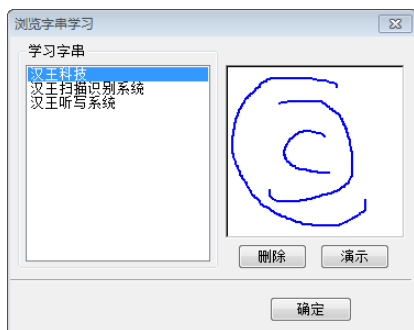 浏览字串学习
学习字串
汉王科技
汉王扫描识别系统
汉王听写系统
删除
演示
确定